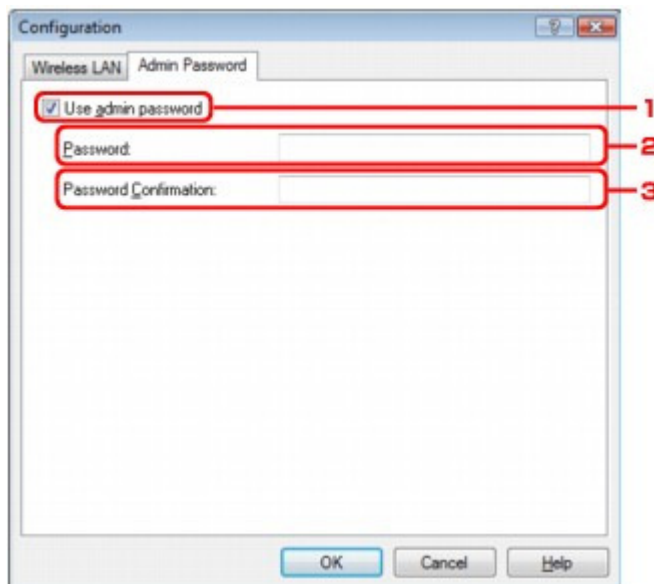 Configuration
Wireless LAN Admin Password
Use admin password 1
Password: 2
Password Confirmation: 3
OK Cancel Help